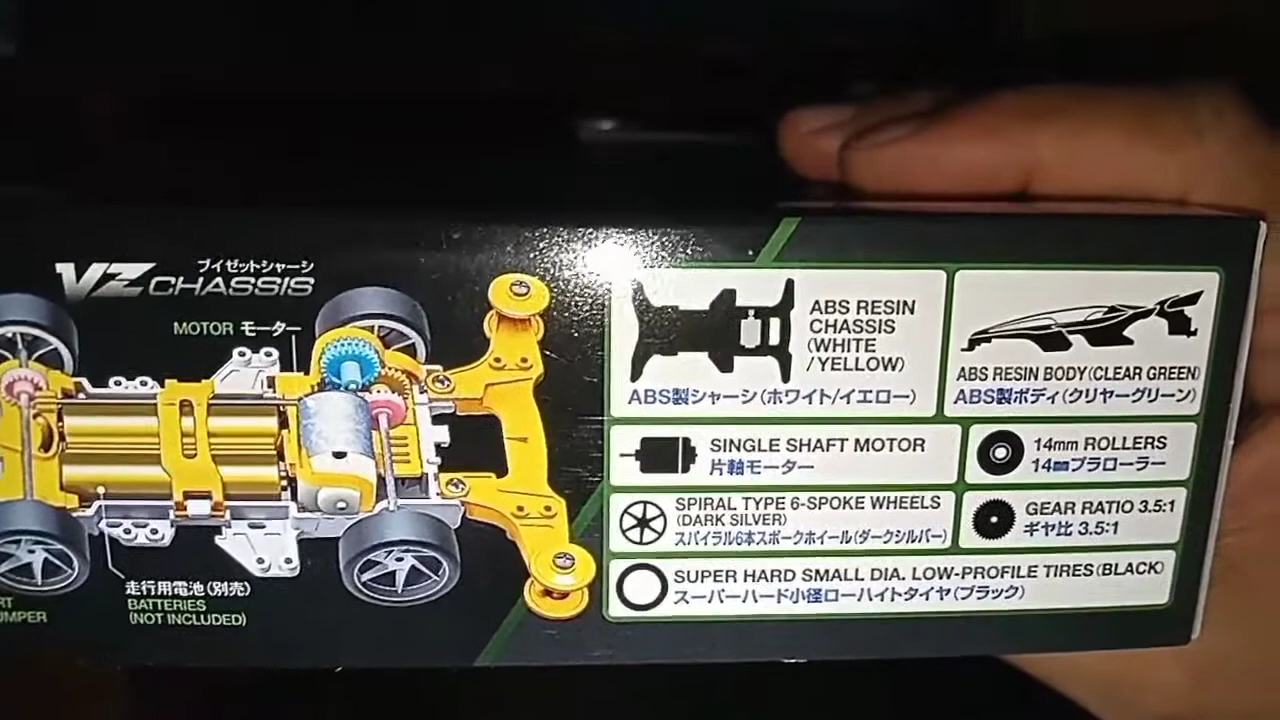 ブイゼットシャーシ
VZ CHASSIS
MOTOR モーター
走行用電池(別売)
BATTERIES
(NOT INCLUDED)
ABS RESIN
CHASSIS
(WHITE
/YELLOW)
ABS製シャーシ(ホワイト/イエロー)
ABS RESIN BODY(CLEAR GREEN)
ABS製ボディ(クリヤーグリーン)
SINGLE SHAFT MOTOR
片軸モーター
14mm ROLLERS
14㎜プラローラー
SPIRAL TYPE 6-SPOKE WHEELS
(DARK SILVER)
スパイラル6本スポークホイール(ダークシルバー)
GEAR RATIO 3.5:1
ギヤ比 3.5:1
SUPER HARD SMALL DIA. LOW-PROFILE TIRES(BLACK)
スーパーハード小径ローハイトタイヤ(ブラック)